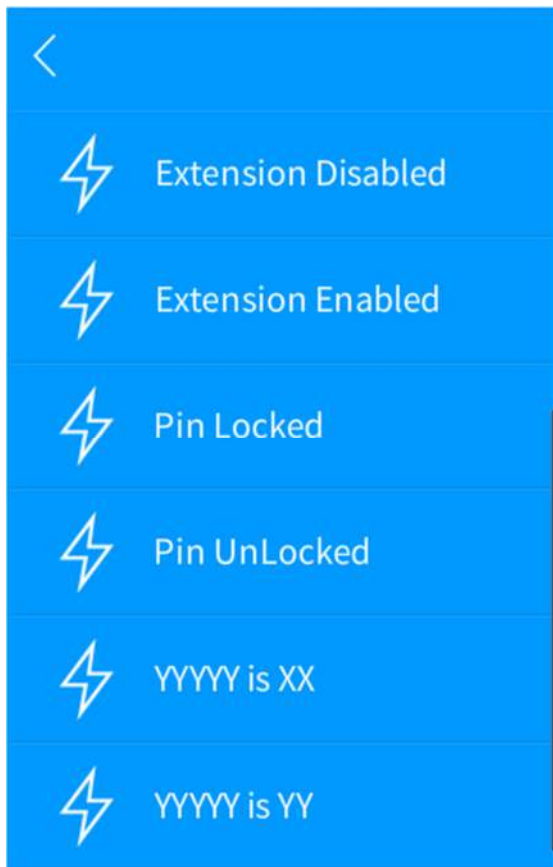 Extension Disabled
Extension Enabled
Pin Locked
Pin UnLocked
YYYYY is XX
YYYYY is YY